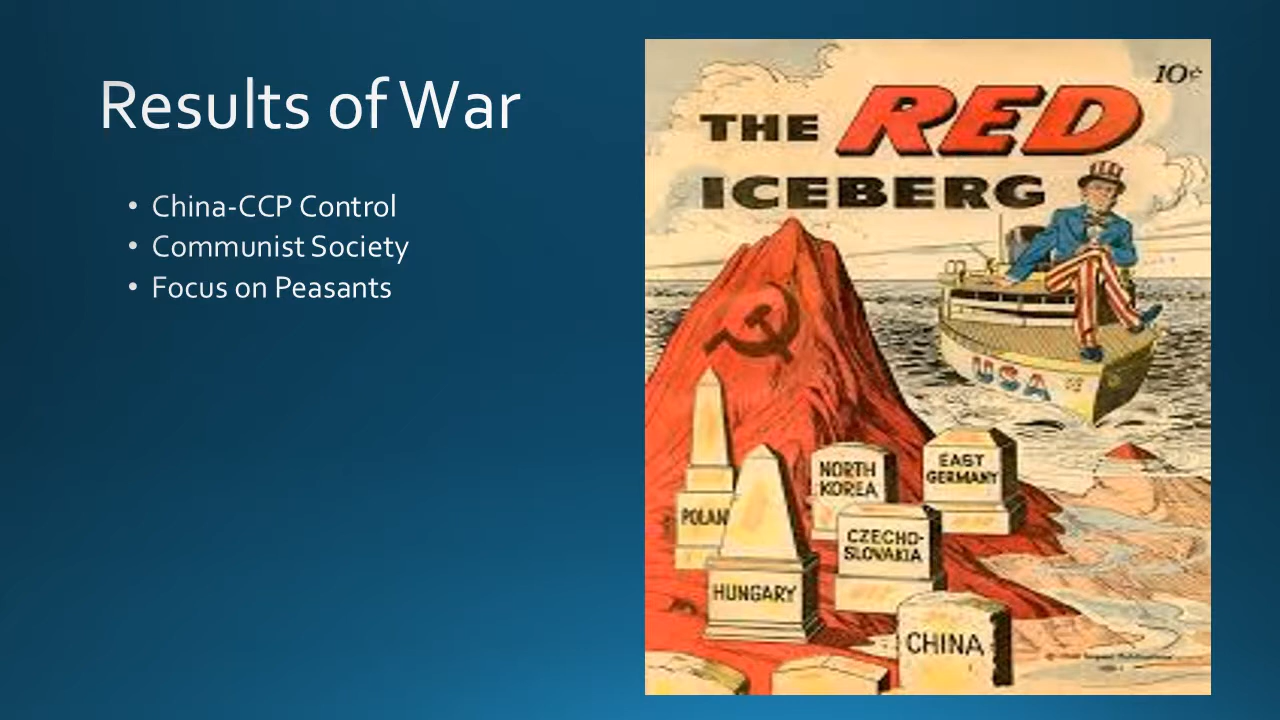 Results of War
• China-CCP Control
• Communist Society
• Focus on Peasants
10¢
THE RED
ICEBERG
USA
NORTH
KOREA
EAST
GERMANY
POLAN
CZECHO-
SLOVAKIA
HUNGARY
CHINA